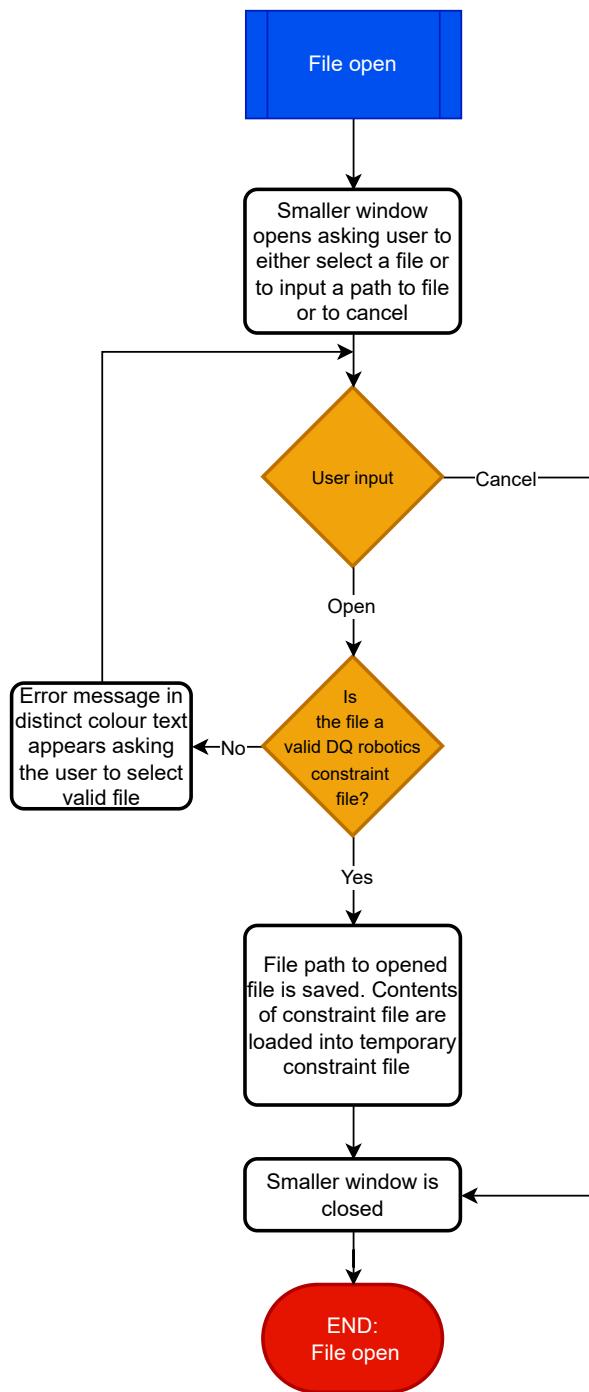 File open
Smaller window
opens asking user to
either select a file or
to input a path to file
or to cancel
User input
Cancel
Open
Is
the file a
valid DQ robotics
constraint
file?
No
Error message in
distinct colour text
appears asking
the user to select
valid file
Yes
File path to opened
file is saved. Contents
of constraint file are
loaded into temporary
constraint file
Smaller window is
closed
END:
File open